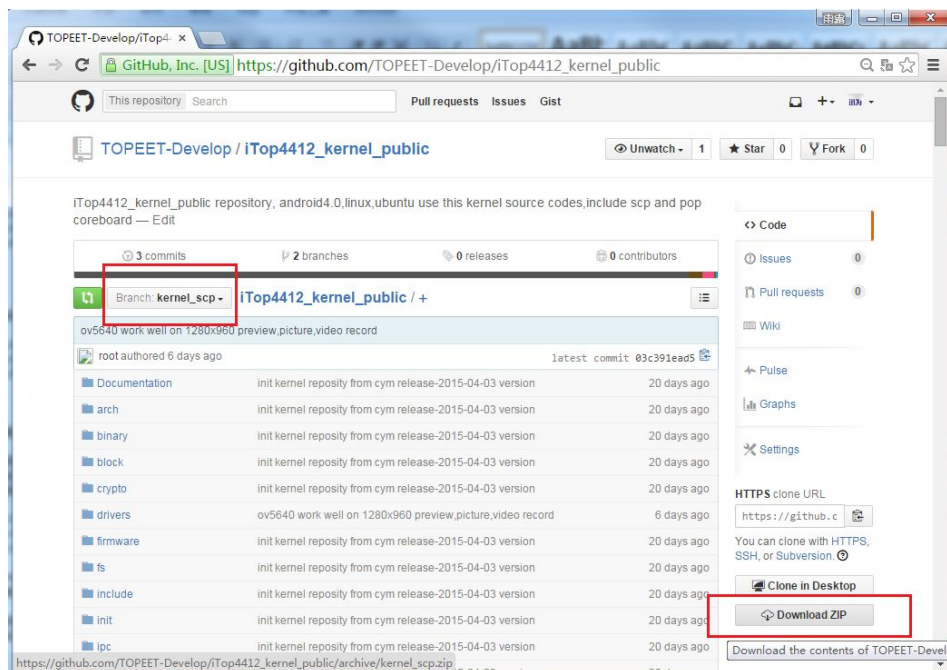 TOPEET-Develop/iTop4
GitHub, Inc. [US] https://github.com/TOPEET-Develop/iTop4412_kernel_public
This repository Search Pull requests Issues Gist
TOPEET-Develop / iTop4412_kernel_public Unwatch 1 Star 0 Fork 0
iTop4412_kernel_public repository, android4.0,linux,ubuntu use this kernel source codes,include scp and pop
coreboard — Edit
3 commits 2 branches 0 releases 0 contributors
Branch: kernel_scp iTop4412_kernel_public / +
ov5640 work well on 1280x960 preview,picture,video record
root authored 6 days ago latest commit 03c391ead5
Documentation init kernel reposity from cym release-2015-04-03 version 20 days ago
arch init kernel reposity from cym release-2015-04-03 version 20 days ago
binary init kernel reposity from cym release-2015-04-03 version 20 days ago
block init kernel reposity from cym release-2015-04-03 version 20 days ago
crypto init kernel reposity from cym release-2015-04-03 version 20 days ago
drivers ov5640 work well on 1280x960 preview,picture,video record 6 days ago
firmware init kernel reposity from cym release-2015-04-03 version 20 days ago
fs init kernel reposity from cym release-2015-04-03 version 20 days ago
include init kernel reposity from cym release-2015-04-03 version 20 days ago
init init kernel reposity from cym release-2015-04-03 version 20 days ago
ipc init kernel reposity from cym release-2015-04-03 version 20 days ago
https://github.com/TOPEET-Develop/iTop4412_kernel_public/archive/kernel_scp.zip
Code
Issues 0
Pull requests 0
Wiki
Pulse
Graphs
Settings
HTTPS clone URL
https://github.c
You can clone with HTTPS,
SSH, or Subversion.
Clone in Desktop
Download ZIP
Download the contents of TOPEET-Deve